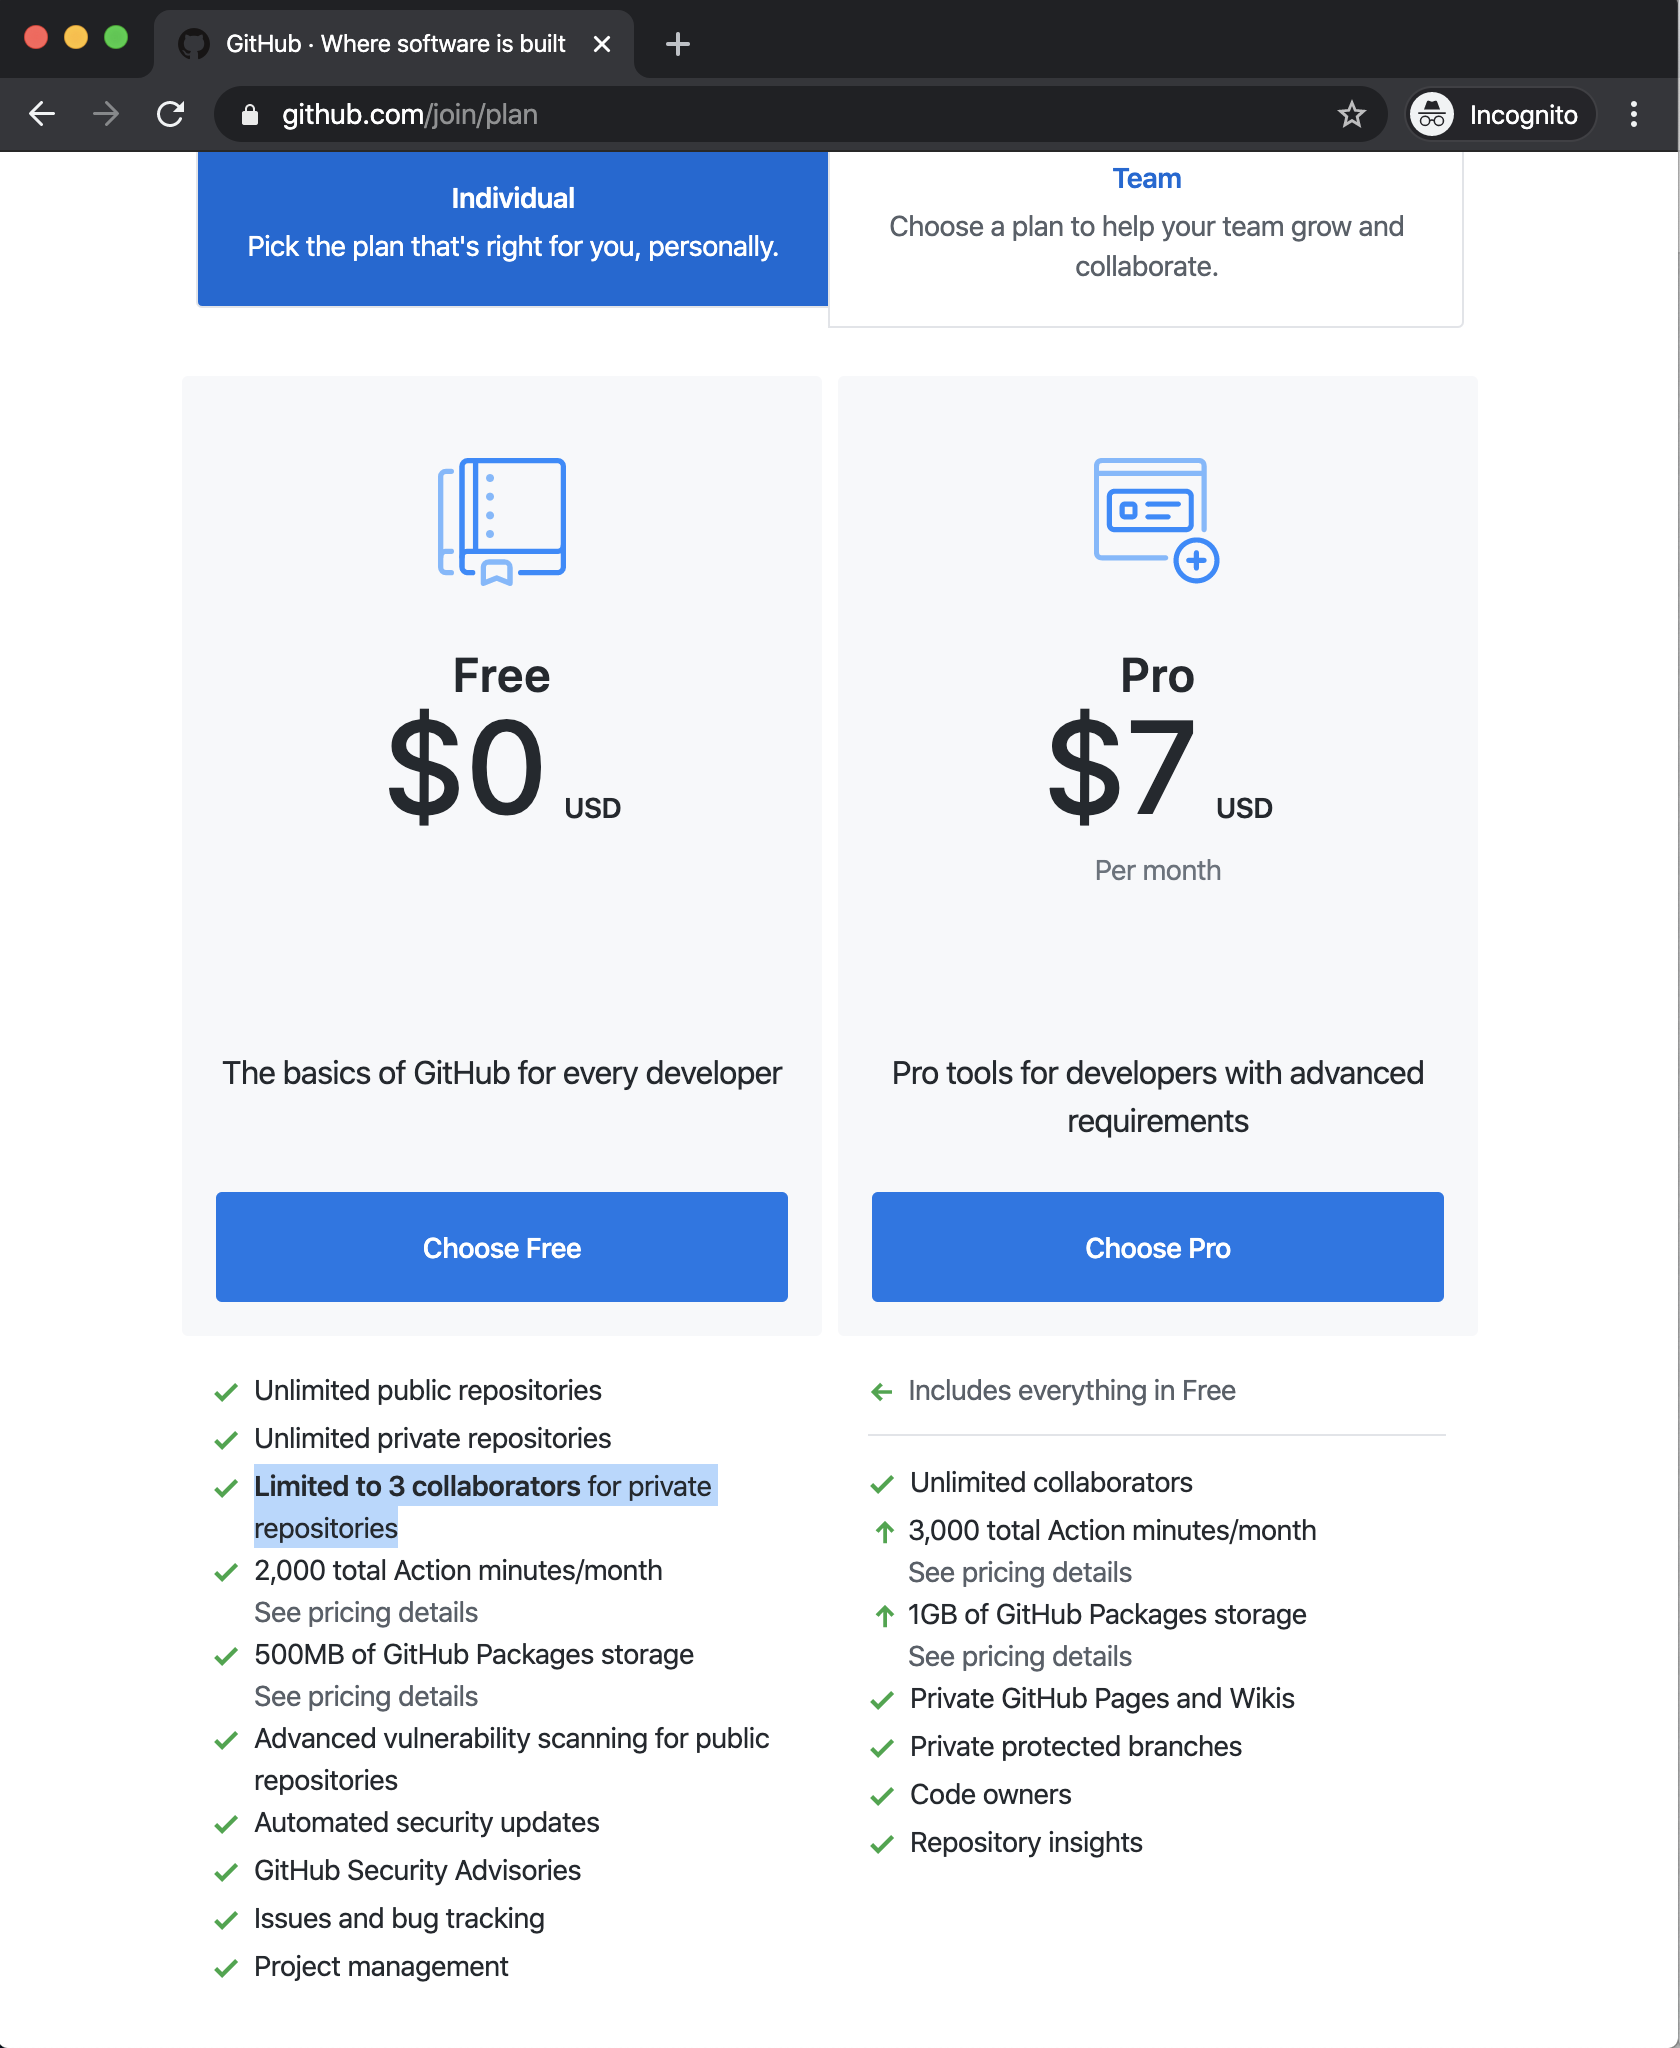 GitHub · Where software is built
github.com/join/plan
Incognito
Individual
Pick the plan that's right for you, personally.
Team
Choose a plan to help your team grow and
collaborate.
Free
$0 USD
The basics of GitHub for every developer
Choose Free
Unlimited public repositories
Unlimited private repositories
Limited to 3 collaborators for private
repositories
2,000 total Action minutes/month
See pricing details
500MB of GitHub Packages storage
See pricing details
Advanced vulnerability scanning for public
repositories
Automated security updates
GitHub Security Advisories
Issues and bug tracking
Project management
Pro
$7 USD
Per month
Pro tools for developers with advanced
requirements
Choose Pro
Includes everything in Free
Unlimited collaborators
3,000 total Action minutes/month
See pricing details
1GB of GitHub Packages storage
See pricing details
Private GitHub Pages and Wikis
Private protected branches
Code owners
Repository insights